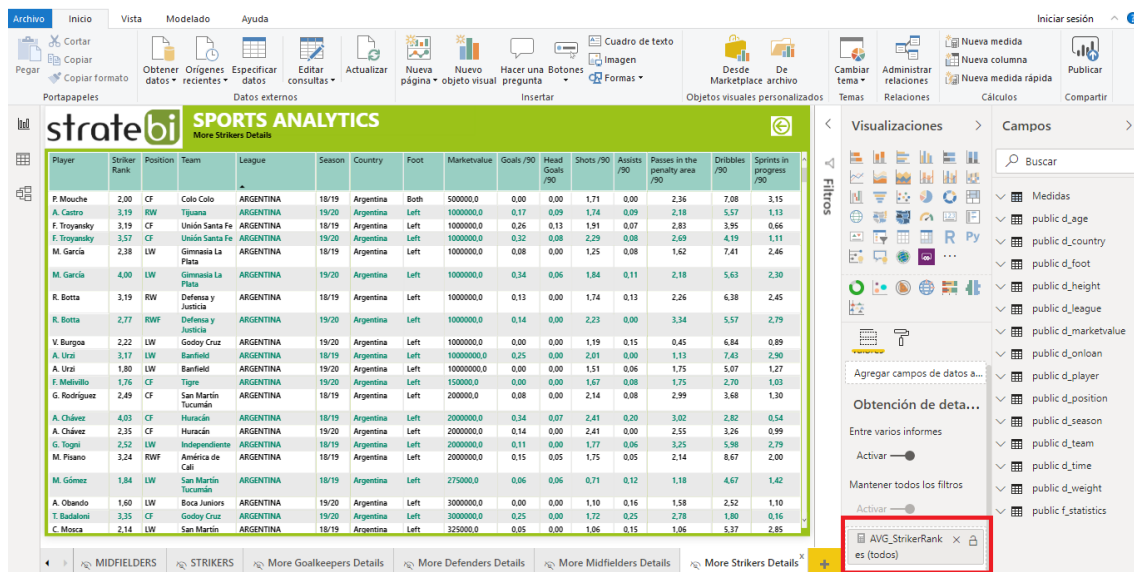 Archivo Inicio Vista Modelado Ayuda Iniciar sesión
Pegar
Cortar
Copiar
Copiar formato
Portapapeles
Obtener datos
Orígenes recientes
Especificar datos
Editar consultas
Actualizar
Datos externos
Nueva página
Nuevo objeto visual
Hacer una pregunta
Botones
Cuadro de texto
Imagen
Formas
Insertar
Desde Marketplace
De archivo
Objetos visuales personalizados
Cambiar tema
Temas
Administrar relaciones
Relaciones
Nueva medida
Nueva columna
Nueva medida rápida
Cálculos
Publicar
Compartir
stratebi
SPORTS ANALYTICS
More Strikers Details
Player Striker Rank Position Team League Season Country Foot Marketvalue Goals /90 Head Goals /90 Shots /90 Assists /90 Passes in the penalty area /90 Dribbles /90 Sprints in progress /90
P. Mouche 2,00 CF Colo Colo ARGENTINA 18/19 Argentina Both 500000,0 0,00 0,00 1,71 0,00 2,36 7,08 3,15
A. Castro 3,19 RW Tijuana ARGENTINA 19/20 Argentina Left 1000000,0 0,17 0,09 1,74 0,09 2,18 5,57 1,13
F. Troyansky 3,19 CF Unión Santa Fe ARGENTINA 18/19 Argentina Left 1000000,0 0,26 0,13 1,91 0,07 2,83 3,95 0,66
F. Troyansky 3,57 CF Unión Santa Fe ARGENTINA 19/20 Argentina Left 1000000,0 0,32 0,08 2,29 0,08 2,69 4,19 1,11
M. García 2,38 LW Gimnasia La Plata ARGENTINA 18/19 Argentina Left 1000000,0 0,08 0,00 1,25 0,08 1,62 7,41 2,46
M. García 4,00 LW Gimnasia La Plata ARGENTINA 19/20 Argentina Left 1000000,0 0,34 0,06 1,84 0,11 2,18 5,63 2,30
R. Botta 3,19 RW Defensa y Justicia ARGENTINA 18/19 Argentina Left 1000000,0 0,13 0,00 1,74 0,13 2,26 6,38 2,45
R. Botta 2,77 RWF Defensa y Justicia ARGENTINA 19/20 Argentina Left 1000000,0 0,14 0,00 2,23 0,00 3,34 5,57 2,79
V. Burgoa 2,22 LW Godoy Cruz ARGENTINA 19/20 Argentina Left 1000000,0 0,00 0,00 1,19 0,15 0,45 6,84 0,89
A. Urzi 3,17 LW Banfield ARGENTINA 18/19 Argentina Left 10000000,0 0,25 0,00 2,01 0,00 1,13 7,43 2,90
A. Urzi 1,80 LW Banfield ARGENTINA 19/20 Argentina Left 10000000,0 0,00 0,00 1,51 0,06 1,75 5,07 1,27
F. Melivillo 1,76 CF Tigre ARGENTINA 19/20 Argentina Left 150000,0 0,00 0,00 1,67 0,08 1,75 2,70 1,03
G. Rodríguez 2,49 CF San Martín Tucumán ARGENTINA 18/19 Argentina Left 200000,0 0,08 0,00 2,14 0,08 2,99 3,68 1,30
A. Chávez 4,03 CF Huracán ARGENTINA 18/19 Argentina Left 2000000,0 0,34 0,07 2,41 0,20 3,02 2,82 0,54
A. Chávez 2,35 CF Huracán ARGENTINA 19/20 Argentina Left 2000000,0 0,14 0,00 2,41 0,00 2,55 3,26 0,99
G. Togni 2,52 LW Independiente ARGENTINA 18/19 Argentina Left 2000000,0 0,11 0,00 1,77 0,06 3,25 5,98 2,79
M. Pisano 3,24 RWF América de Cali ARGENTINA 18/19 Argentina Left 2000000,0 0,15 0,05 1,75 0,05 2,14 8,67 2,00
M. Gómez 1,84 LW San Martín Tucumán ARGENTINA 18/19 Argentina Left 275000,0 0,06 0,06 0,71 0,12 1,18 4,67 1,42
A. Obando 1,60 LW Boca Juniors ARGENTINA 19/20 Argentina Left 3000000,0 0,00 0,00 1,10 0,16 1,58 2,52 1,10
T. Badaloni 3,35 CF Godoy Cruz ARGENTINA 19/20 Argentina Left 3000000,0 0,25 0,00 1,72 0,25 2,78 1,80 0,16
C. Mosca 2,14 LW San Martín ARGENTINA 18/19 Argentina Left 325000,0 0,05 0,00 1,06 0,15 1,06 5,37 2,85
MIDFIELDERS STRIKERS More Goalkeepers Details More Defenders Details More Midfielders Details More Strikers Details
Filtros
Visualizaciones
R Py
Valores
Agregar campos de datos a...
Obtención de deta...
Entre varios informes
Activar
Mantener todos los filtros
Activar
AVG_StrikerRank
es (todos)
Campos
Buscar
Medidas
public d_age
public d_country
public d_foot
public d_height
public d_league
public d_marketvalue
public d_onloan
public d_player
public d_position
public d_season
public d_team
public d_time
public d_weight
public f_statistics